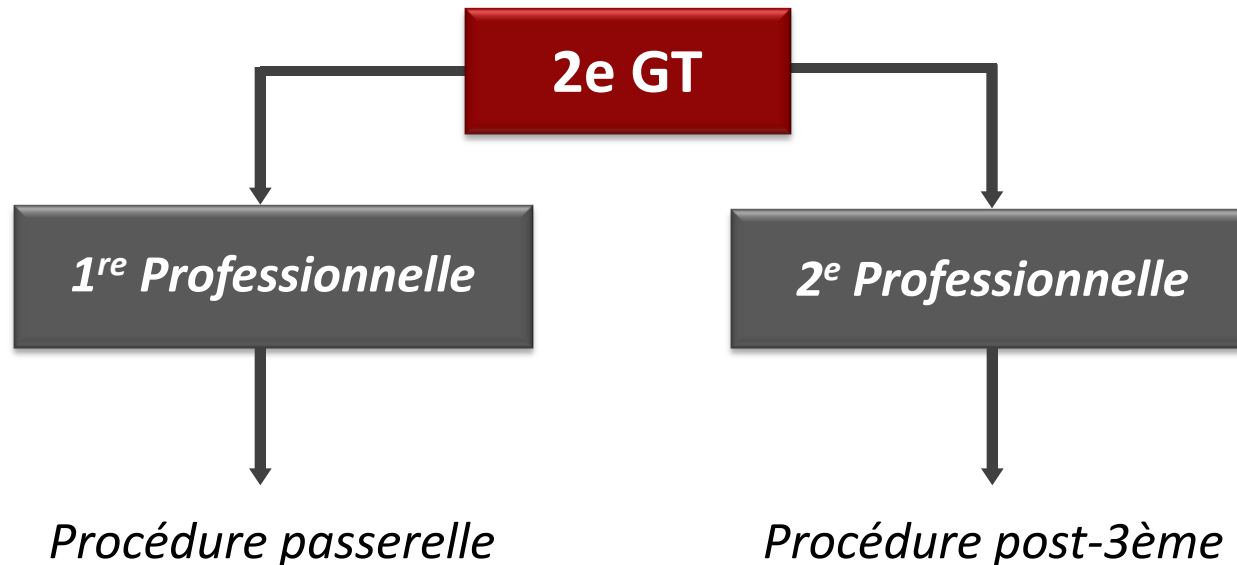 2e GT
1re Professionnelle
2e Professionnelle
Procédure passerelle
Procédure post-3ème